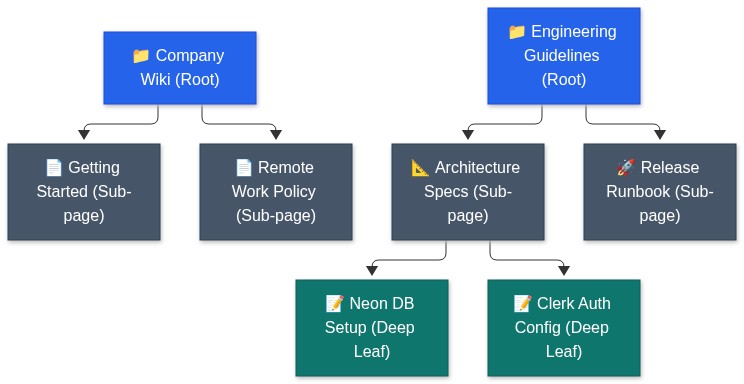 📁 Company
Wiki (Root)
📁 Engineering
Guidelines
(Root)
📄 Getting
Started (Sub-
page)
📄 Remote
Work Policy
(Sub-page)
📐 Architecture
Specs (Sub-
page)
🚀 Release
Runbook (Sub-
page)
📝 Neon DB
Setup (Deep
Leaf)
📝 Clerk Auth
Config (Deep
Leaf)